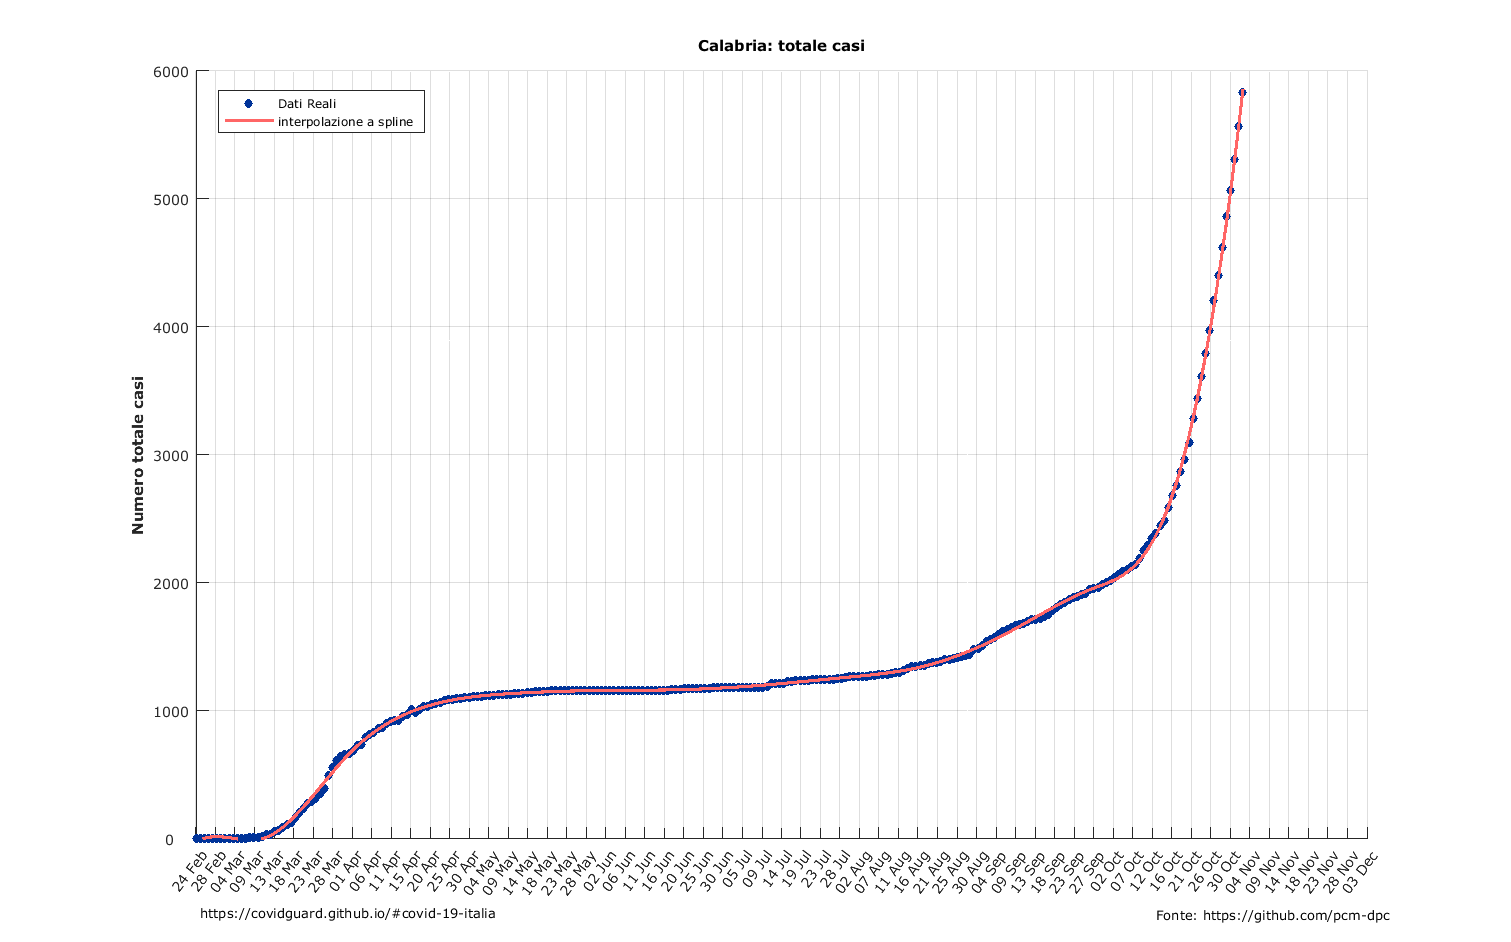 Calabria: totale casi
6000
5000
4000
3000
2000
1000
0
Numero totale casi
Dati Reali
interpolazione a spline
24 Feb
28 Feb
04 Mar
09 Mar
13 Mar
18 Mar
23 Mar
28 Mar
01 Apr
06 Apr
11 Apr
15 Apr
20 Apr
25 Apr
30 Apr
04 May
09 May
14 May
18 May
23 May
28 May
02 Jun
06 Jun
11 Jun
16 Jun
20 Jun
25 Jun
30 Jun
05 Jul
09 Jul
14 Jul
19 Jul
23 Jul
28 Jul
02 Aug
07 Aug
11 Aug
16 Aug
21 Aug
25 Aug
30 Aug
04 Sep
09 Sep
13 Sep
18 Sep
23 Sep
27 Sep
02 Oct
07 Oct
12 Oct
16 Oct
21 Oct
26 Oct
30 Oct
04 Nov
09 Nov
14 Nov
18 Nov
23 Nov
28 Nov
03 Dec
https://covidguard.github.io/#covid-19-italia
Fonte: https://github.com/pcm-dpc